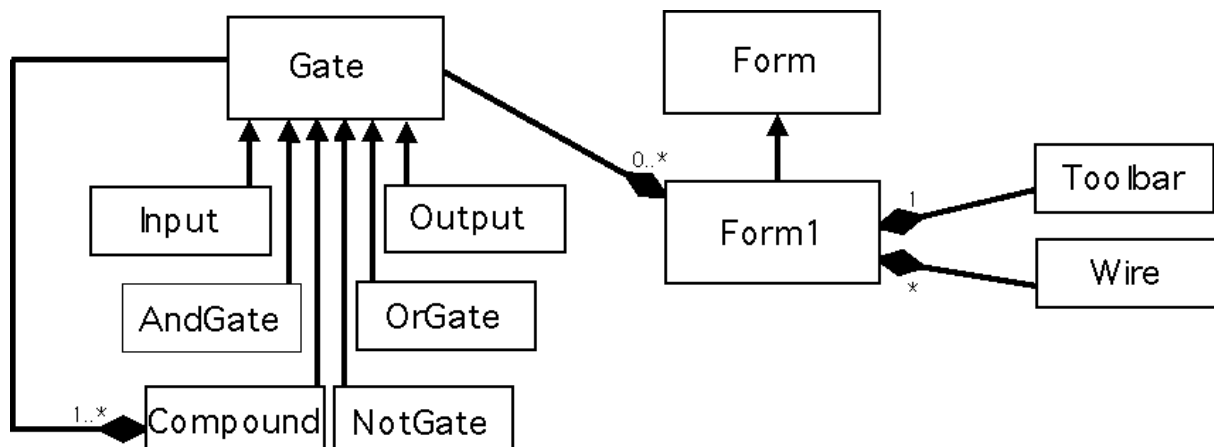 Gate
Form
0..*
Input
Output
Form1
1
Toolbar
*
Wire
AndGate
OrGate
1..*
Compound
NotGate